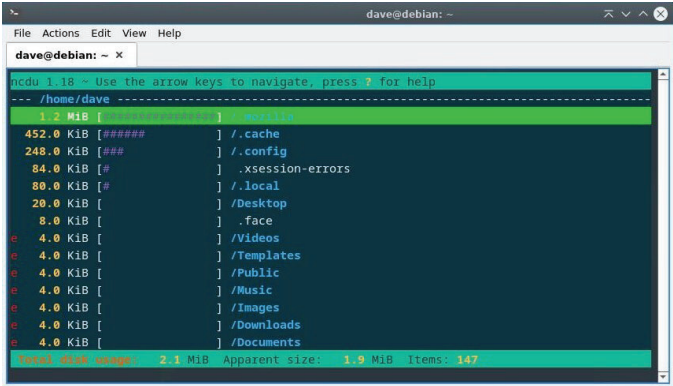 dave@debian: ~
File Actions Edit View Help
dave@debian: ~ ×
ncdu 1.18 ~ Use the arrow keys to navigate, press ? for help
--- /home/dave ----------------------------------------------------------------------------
1.2 MiB [################] /.mozilla
452.0 KiB [###### ] /.cache
248.0 KiB [### ] /.config
84.0 KiB [# ] .xsession-errors
80.0 KiB [# ] /.local
20.0 KiB [ ] /Desktop
8.0 KiB [ ] .face
e 4.0 KiB [ ] /Videos
e 4.0 KiB [ ] /Templates
e 4.0 KiB [ ] /Public
e 4.0 KiB [ ] /Music
e 4.0 KiB [ ] /Images
e 4.0 KiB [ ] /Downloads
e 4.0 KiB [ ] /Documents
Total disk usage: 2.1 MiB Apparent size: 1.9 MiB Items: 147